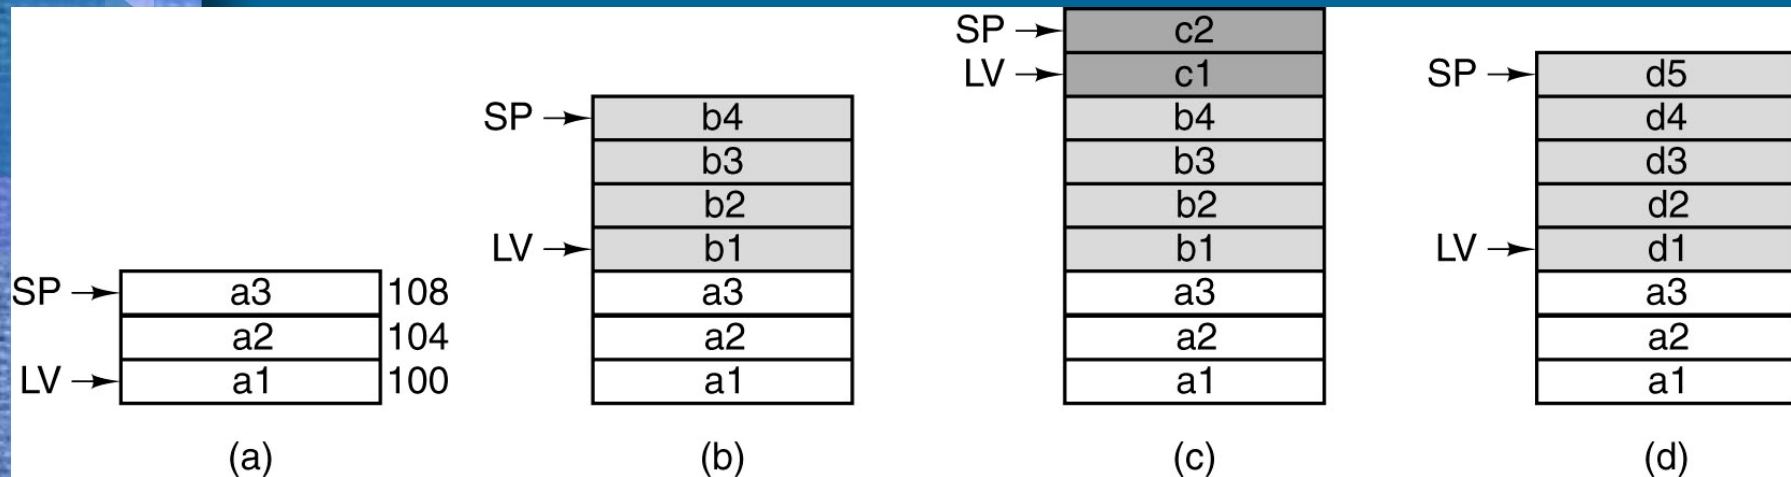 SP
a3
108
a2
104
LV
a1
100
(a)
SP
b4
b3
b2
LV
b1
a3
a2
a1
(b)
SP
c2
LV
c1
b4
b3
b2
b1
a3
a2
a1
(c)
SP
d5
d4
d3
d2
LV
d1
a3
a2
a1
(d)